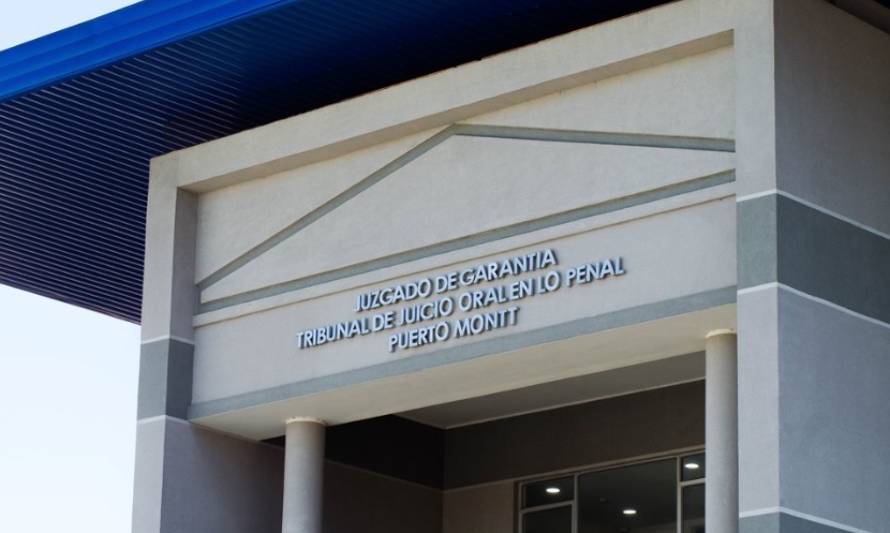 JUZGADO DE GARANTIA
TRIBUNAL DE JUICIO ORAL EN LO PENAL
PUERTO MONTT